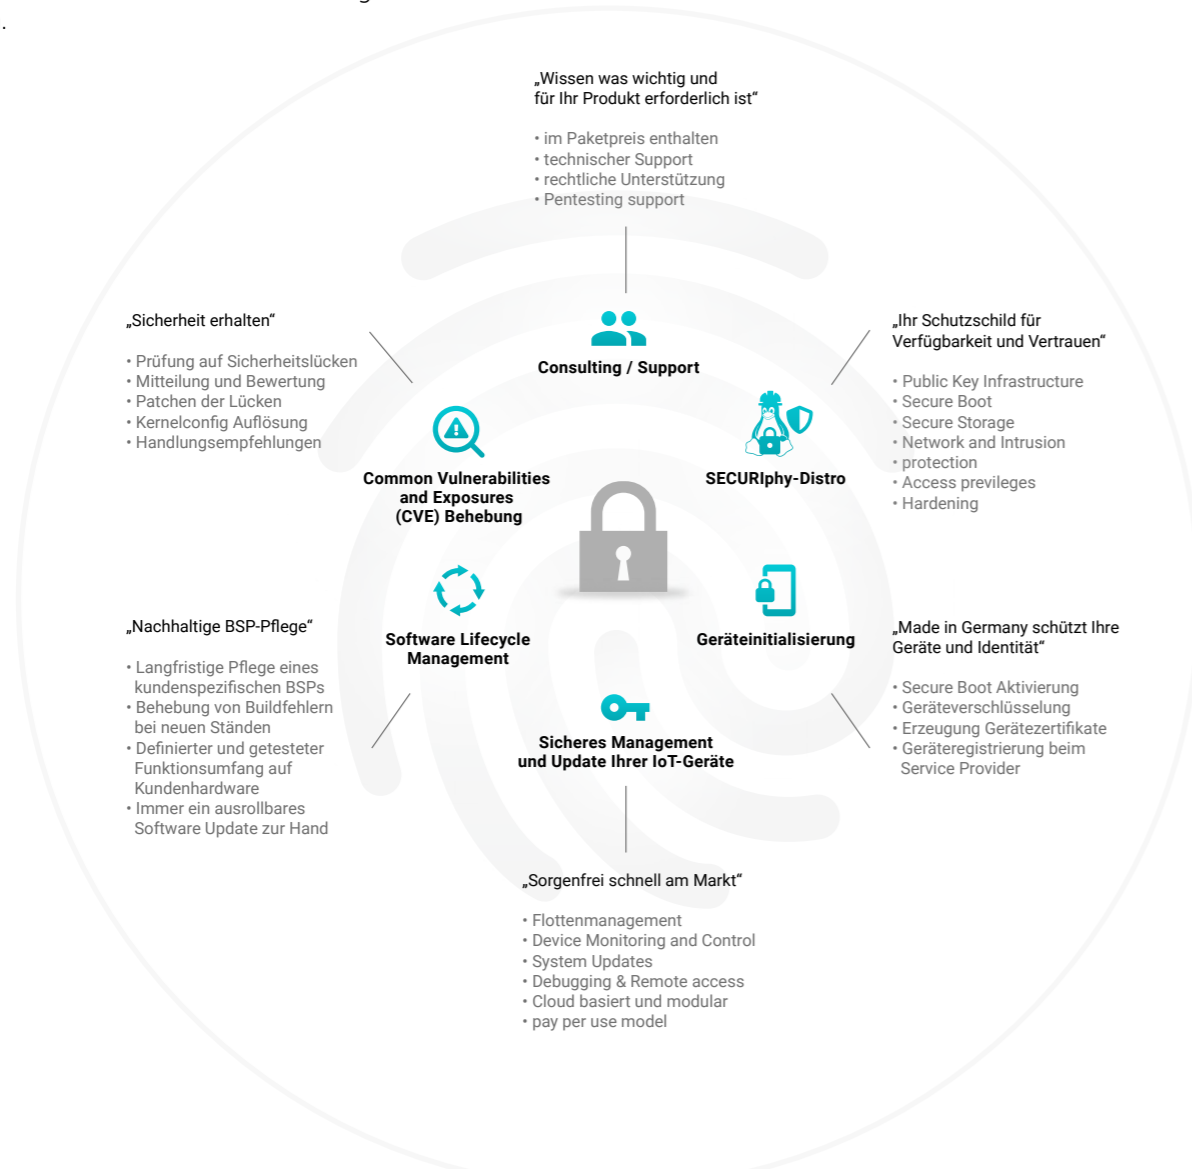 .
„Wissen was wichtig und
für Ihr Produkt erforderlich ist“
• im Paketpreis enthalten
• technischer Support
• rechtliche Unterstützung
• Pentesting support
Consulting / Support
„Ihr Schutzschild für
Verfügbarkeit und Vertrauen“
• Public Key Infrastructure
• Secure Boot
• Secure Storage
• Network and Intrusion
• protection
• Access previleges
• Hardening
SECURIphy-Distro
„Made in Germany schützt Ihre
Geräte und Identität“
• Secure Boot Aktivierung
• Geräteverschlüsselung
• Erzeugung Gerätezertifikate
• Geräteregistrierung beim
Service Provider
Geräteinitialisierung
Sicheres Management
und Update Ihrer IoT-Geräte
„Sorgenfrei schnell am Markt“
• Flottenmanagement
• Device Monitoring and Control
• System Updates
• Debugging & Remote access
• Cloud basiert und modular
• pay per use model
Software Lifecycle
Management
„Nachhaltige BSP-Pflege“
• Langfristige Pflege eines
kundenspezifischen BSPs
• Behebung von Buildfehlern
bei neuen Ständen
• Definierter und getesteter
Funktionsumfang auf
Kundenhardware
• Immer ein ausrollbares
Software Update zur Hand
„Sicherheit erhalten“
• Prüfung auf Sicherheitslücken
• Mitteilung und Bewertung
• Patchen der Lücken
• Kernelconfig Auflösung
• Handlungsempfehlungen
Common Vulnerabilities
and Exposures
(CVE) Behebung